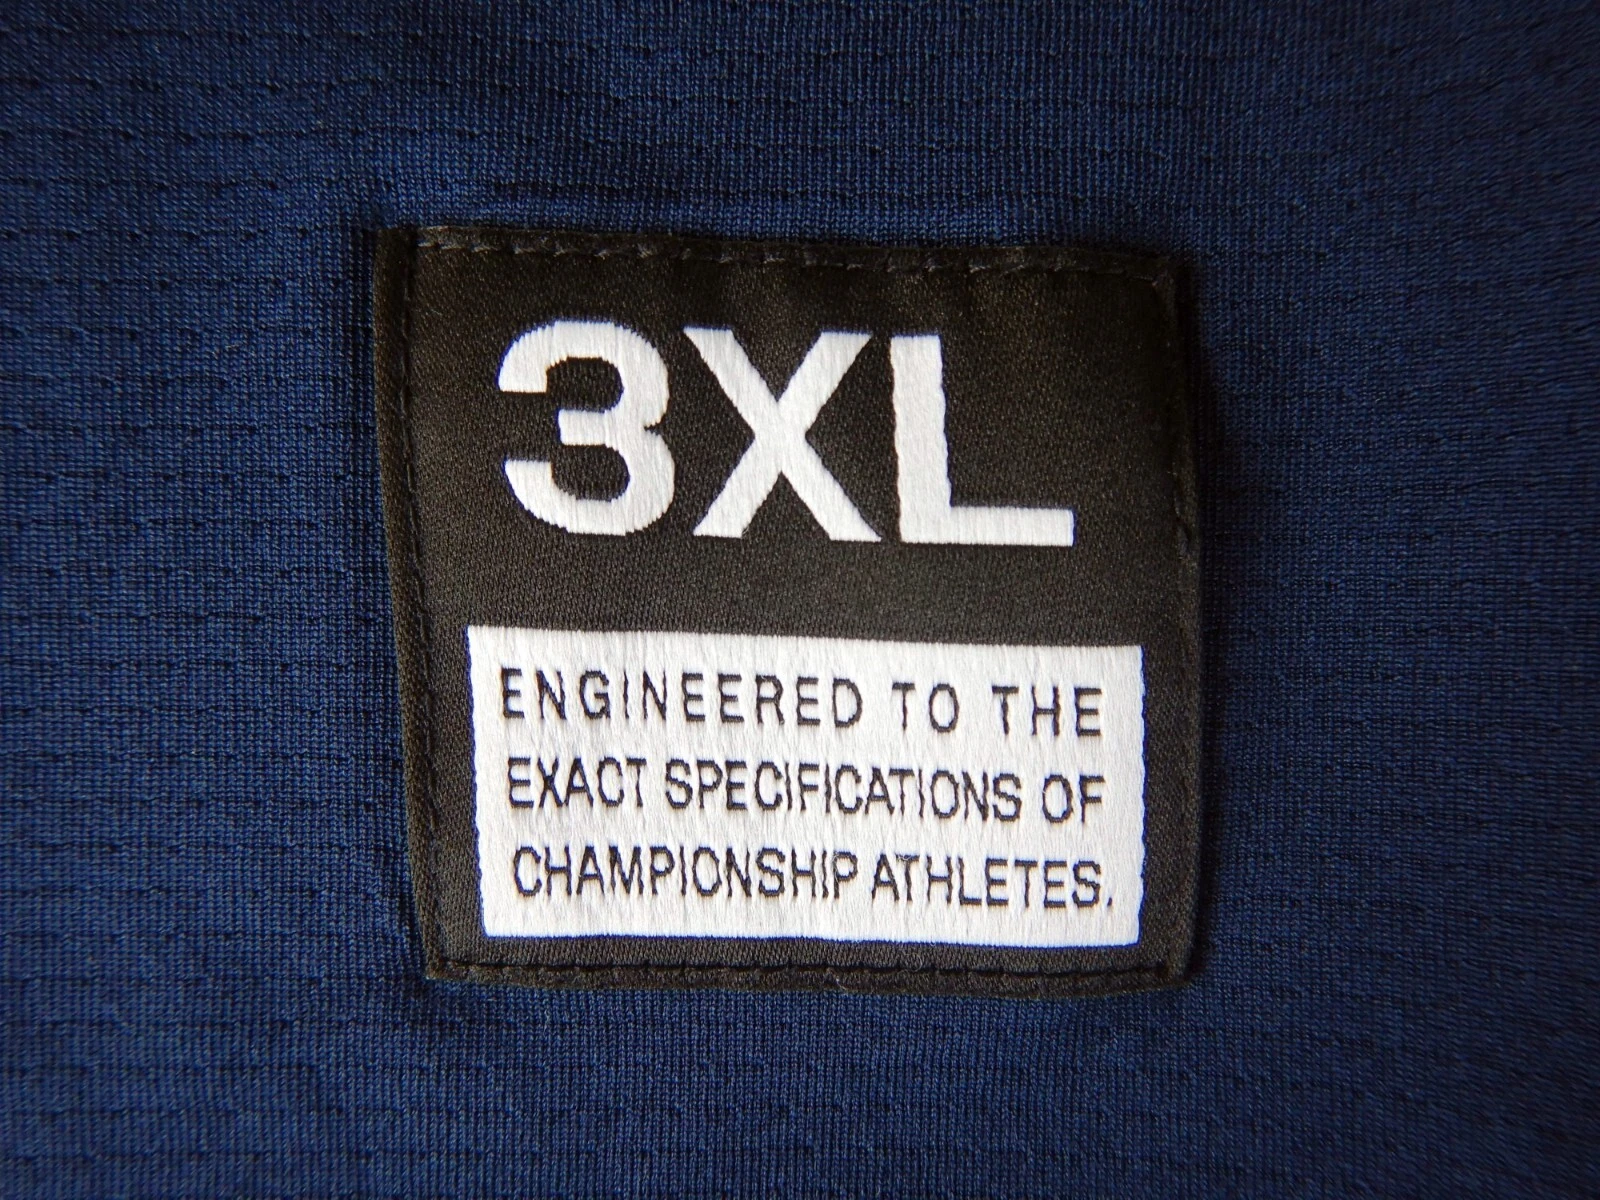 3XL
ENGINEERED TO THE
EXACT SPECIFICATIONS OF
CHAMPIONSHIP ATHLETES.